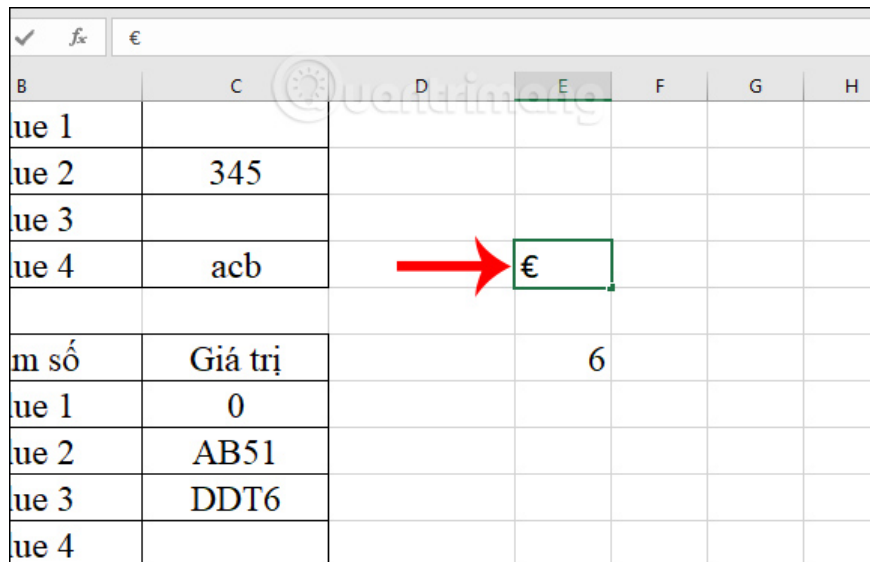 fx €
B C D E F G H
Quantrimang
lue 1
lue 2 345
lue 3
lue 4 acb €
m số Giá trị 6
lue 1 0
lue 2 AB51
lue 3 DDT6
lue 4